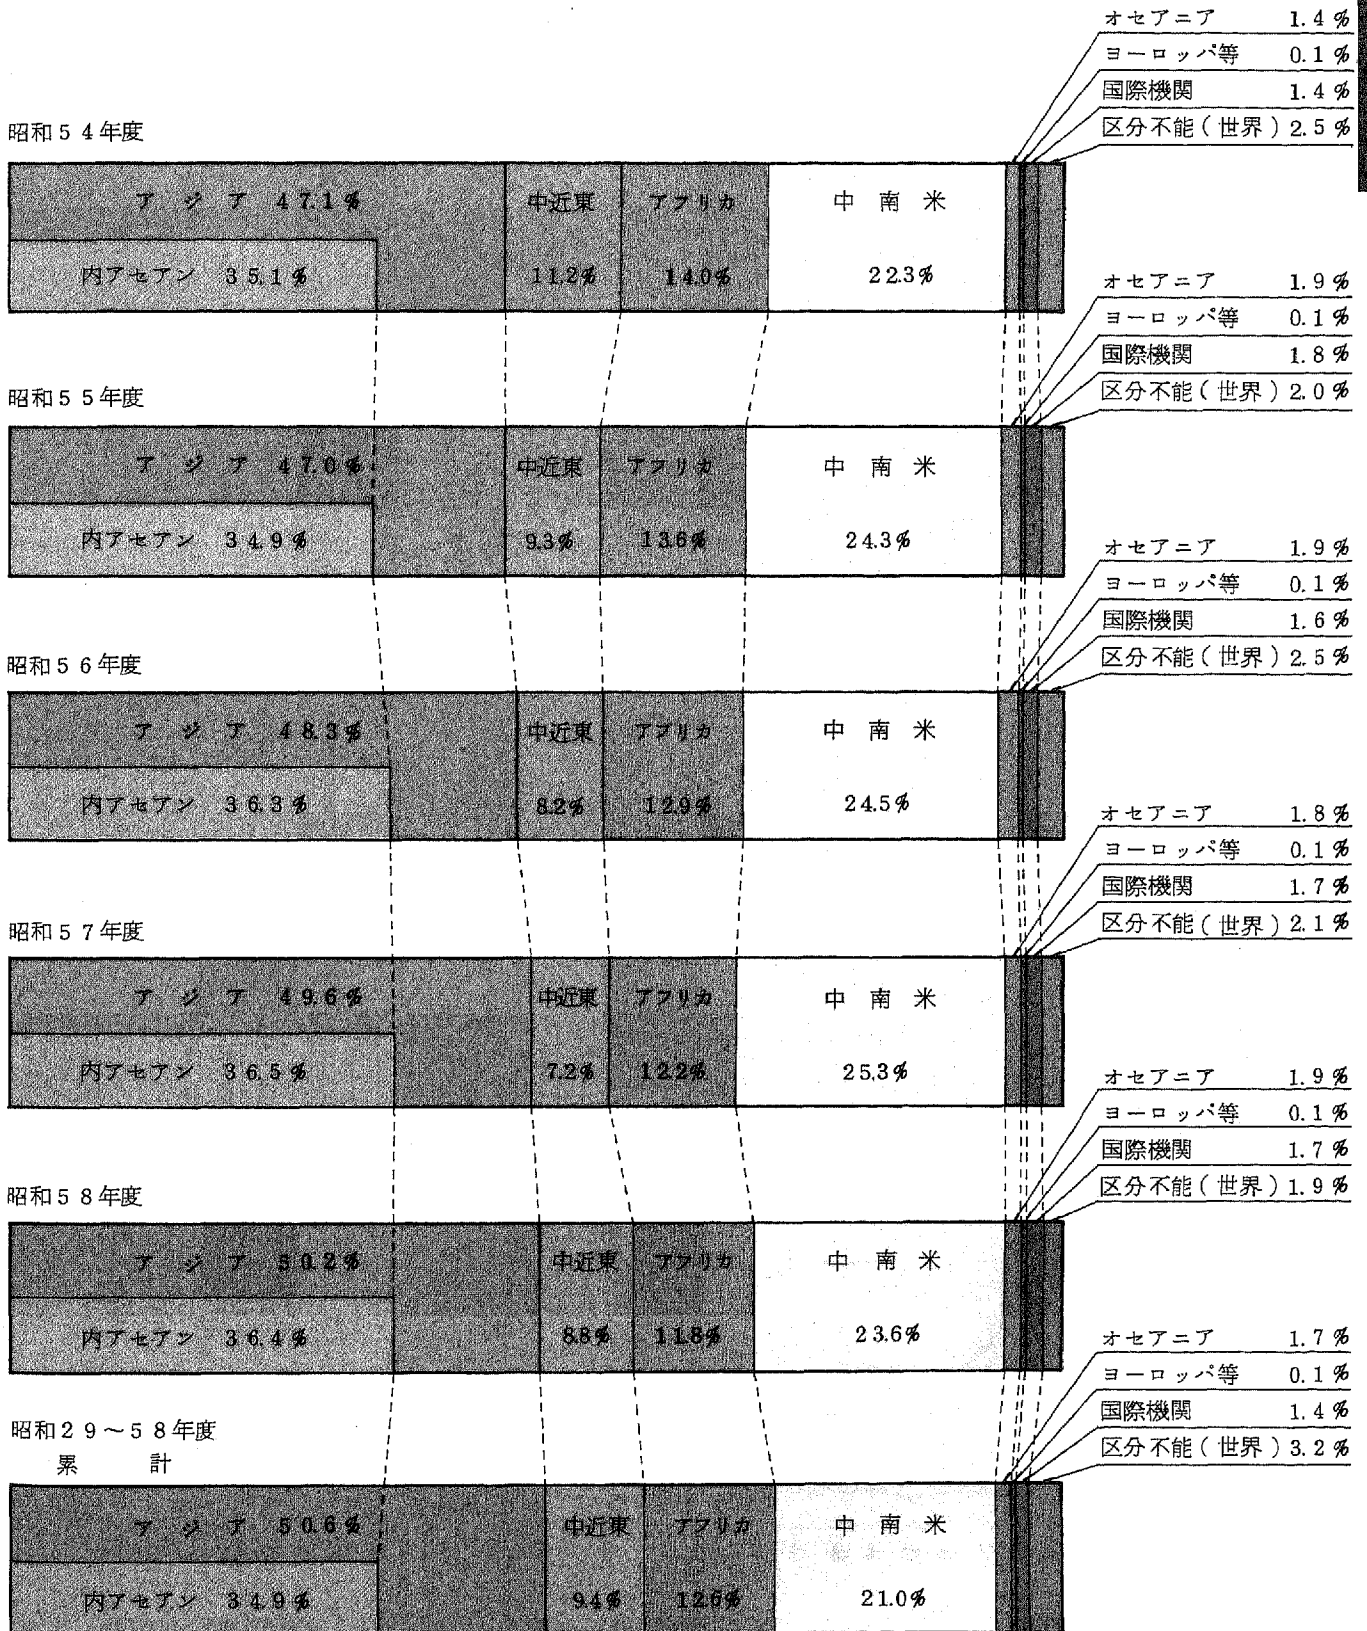 オセアニア 1.4%
ヨーロッパ等 0.1%
国際機関 1.4%
区分不能(世界) 2.5%
昭和54年度
アジア 47.1% 中近東 アフリカ 中南米
内アセアン 35.1% 11.2% 14.0% 22.3%
オセアニア 1.9%
ヨーロッパ等 0.1%
国際機関 1.8%
区分不能(世界) 2.0%
昭和55年度
アジア 47.0% 中近東 アフリカ 中南米
内アセアン 34.9% 9.3% 13.6% 24.3%
オセアニア 1.9%
ヨーロッパ等 0.1%
国際機関 1.6%
区分不能(世界) 2.5%
昭和56年度
アジア 48.3% 中近東 アフリカ 中南米
内アセアン 36.3% 8.2% 12.9% 24.5%
オセアニア 1.8%
ヨーロッパ等 0.1%
国際機関 1.7%
区分不能(世界) 2.1%
昭和57年度
アジア 49.6% 中近東 アフリカ 中南米
内アセアン 36.5% 7.2% 12.2% 25.3%
オセアニア 1.9%
ヨーロッパ等 0.1%
国際機関 1.7%
区分不能(世界) 1.9%
昭和58年度
アジア 50.2% 中近東 アフリカ 中南米
内アセアン 36.4% 8.8% 11.8% 23.6%
オセアニア 1.7%
ヨーロッパ等 0.1%
国際機関 1.4%
区分不能(世界) 3.2%
昭和29～58年度
累計
アジア 50.6% 中近東 アフリカ 中南米
内アセアン 34.9% 9.4% 12.6% 21.0%